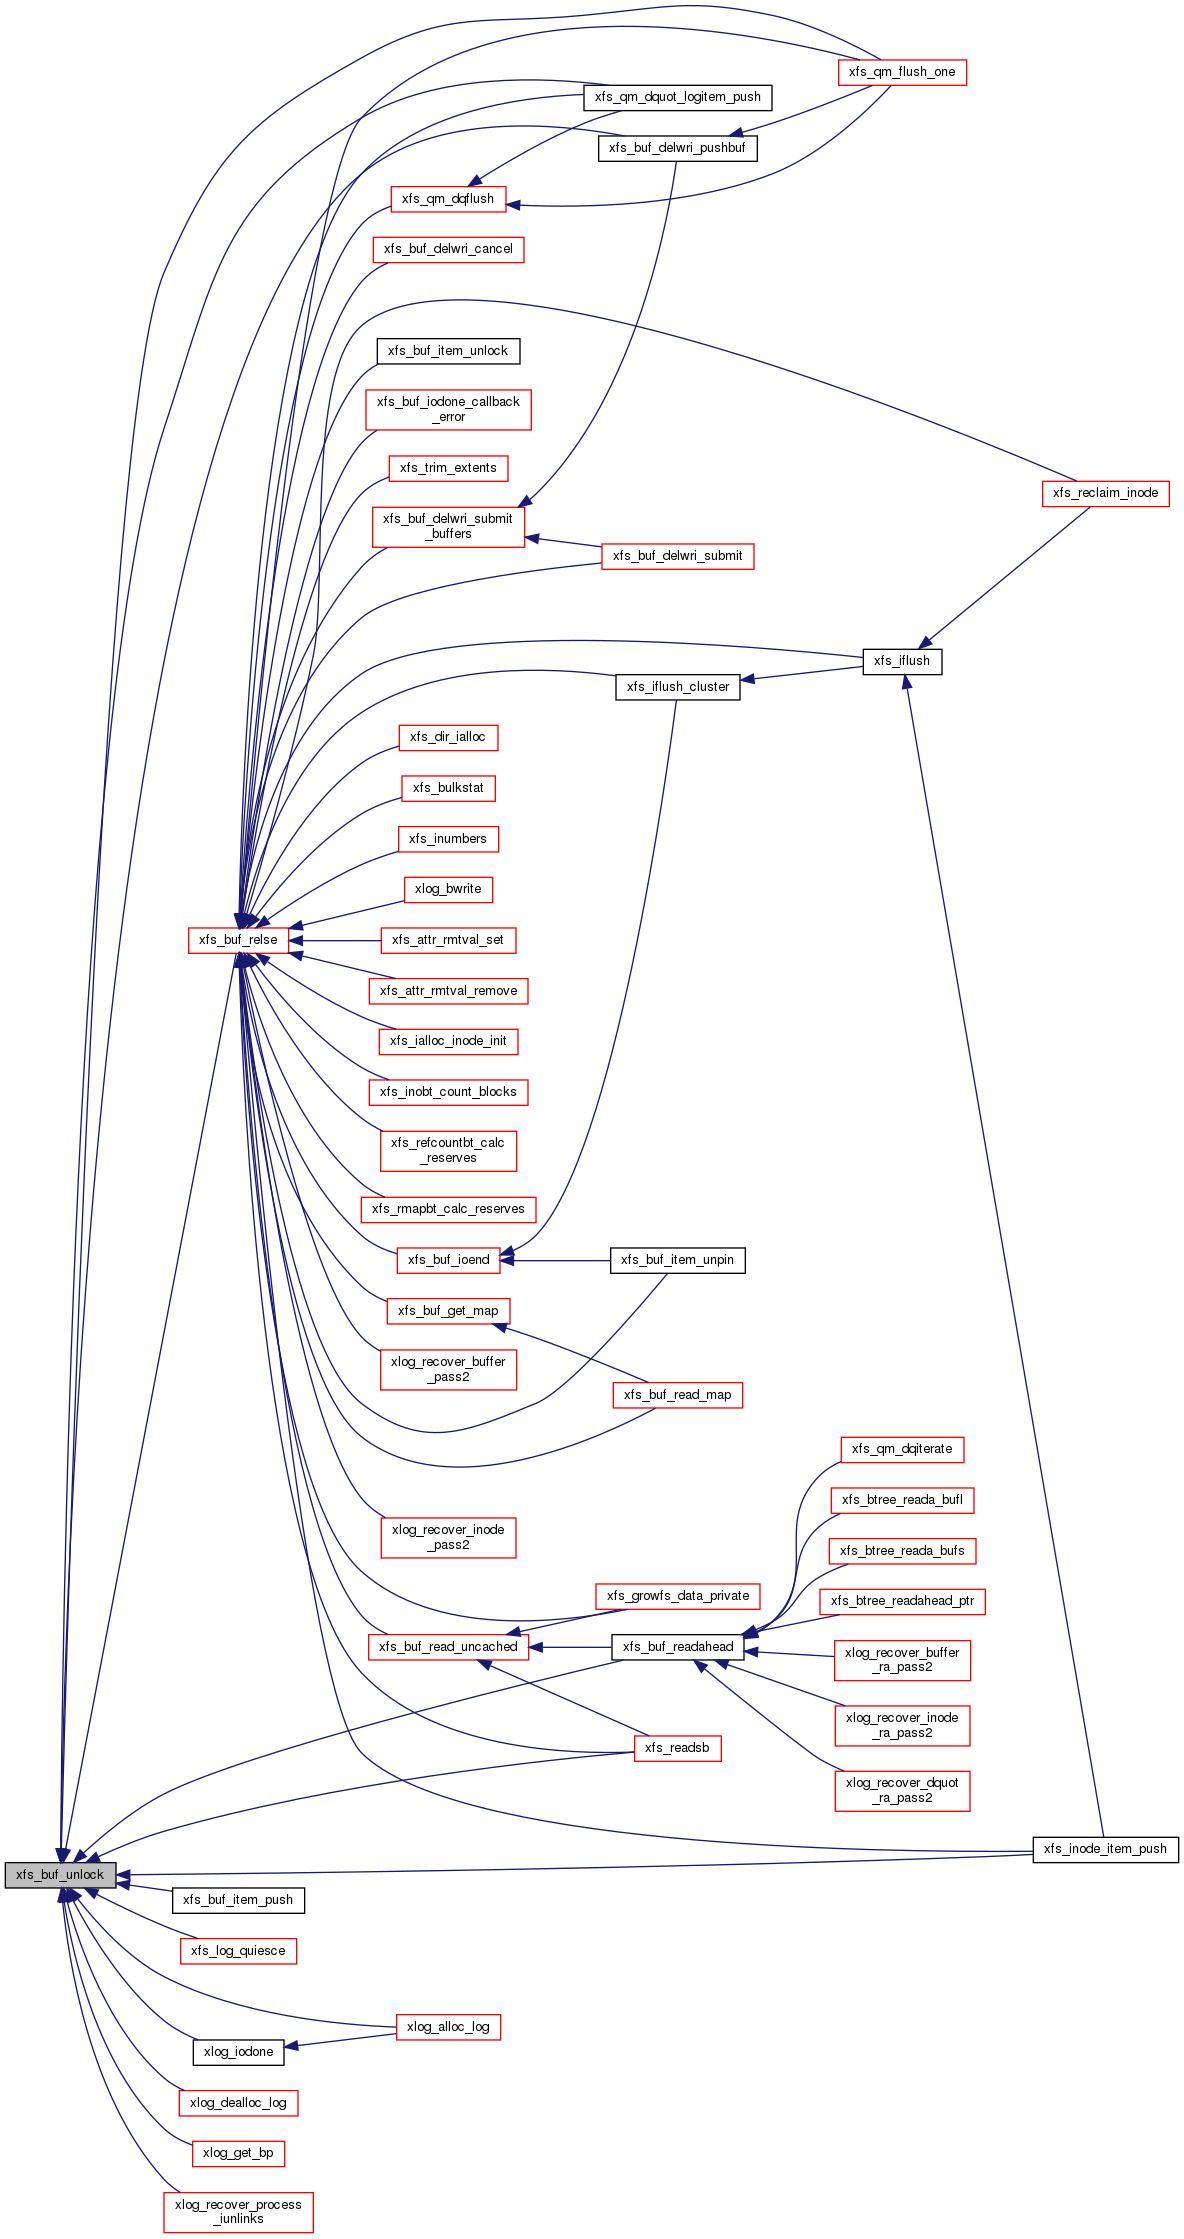 xfs_qm_flush_one
xfs_qm_dquot_logitem_push
xfs_buf_delwri_pushbuf
xfs_qm_dqflush
xfs_buf_delwri_cancel
xfs_buf_item_unlock
xfs_buf_iodone_callback
_error
xfs_trim_extents
xfs_reclaim_inode
xfs_buf_delwri_submit
_buffers
xfs_buf_delwri_submit
xfs_iflush
xfs_iflush_cluster
xfs_dir_ialloc
xfs_bulkstat
xfs_inumbers
xlog_bwrite
xfs_buf_relse
xfs_attr_rmtval_set
xfs_attr_rmtval_remove
xfs_ialloc_inode_init
xfs_inobt_count_blocks
xfs_refcountbt_calc
_reserves
xfs_rmapbt_calc_reserves
xfs_buf_ioend
xfs_buf_item_unpin
xfs_buf_get_map
xlog_recover_buffer
_pass2
xfs_buf_read_map
xfs_qm_dqiterate
xfs_btree_reada_bufl
xlog_recover_inode
_pass2
xfs_btree_reada_bufs
xfs_growfs_data_private
xfs_btree_readahead_ptr
xfs_buf_read_uncached
xfs_buf_readahead
xlog_recover_buffer
_ra_pass2
xlog_recover_inode
_ra_pass2
xfs_readsb
xlog_recover_dquot
_ra_pass2
xfs_inode_item_push
xfs_buf_unlock
xfs_buf_item_push
xfs_log_quiesce
xlog_alloc_log
xlog_iodone
xlog_dealloc_log
xlog_get_bp
xlog_recover_process
_iunlinks